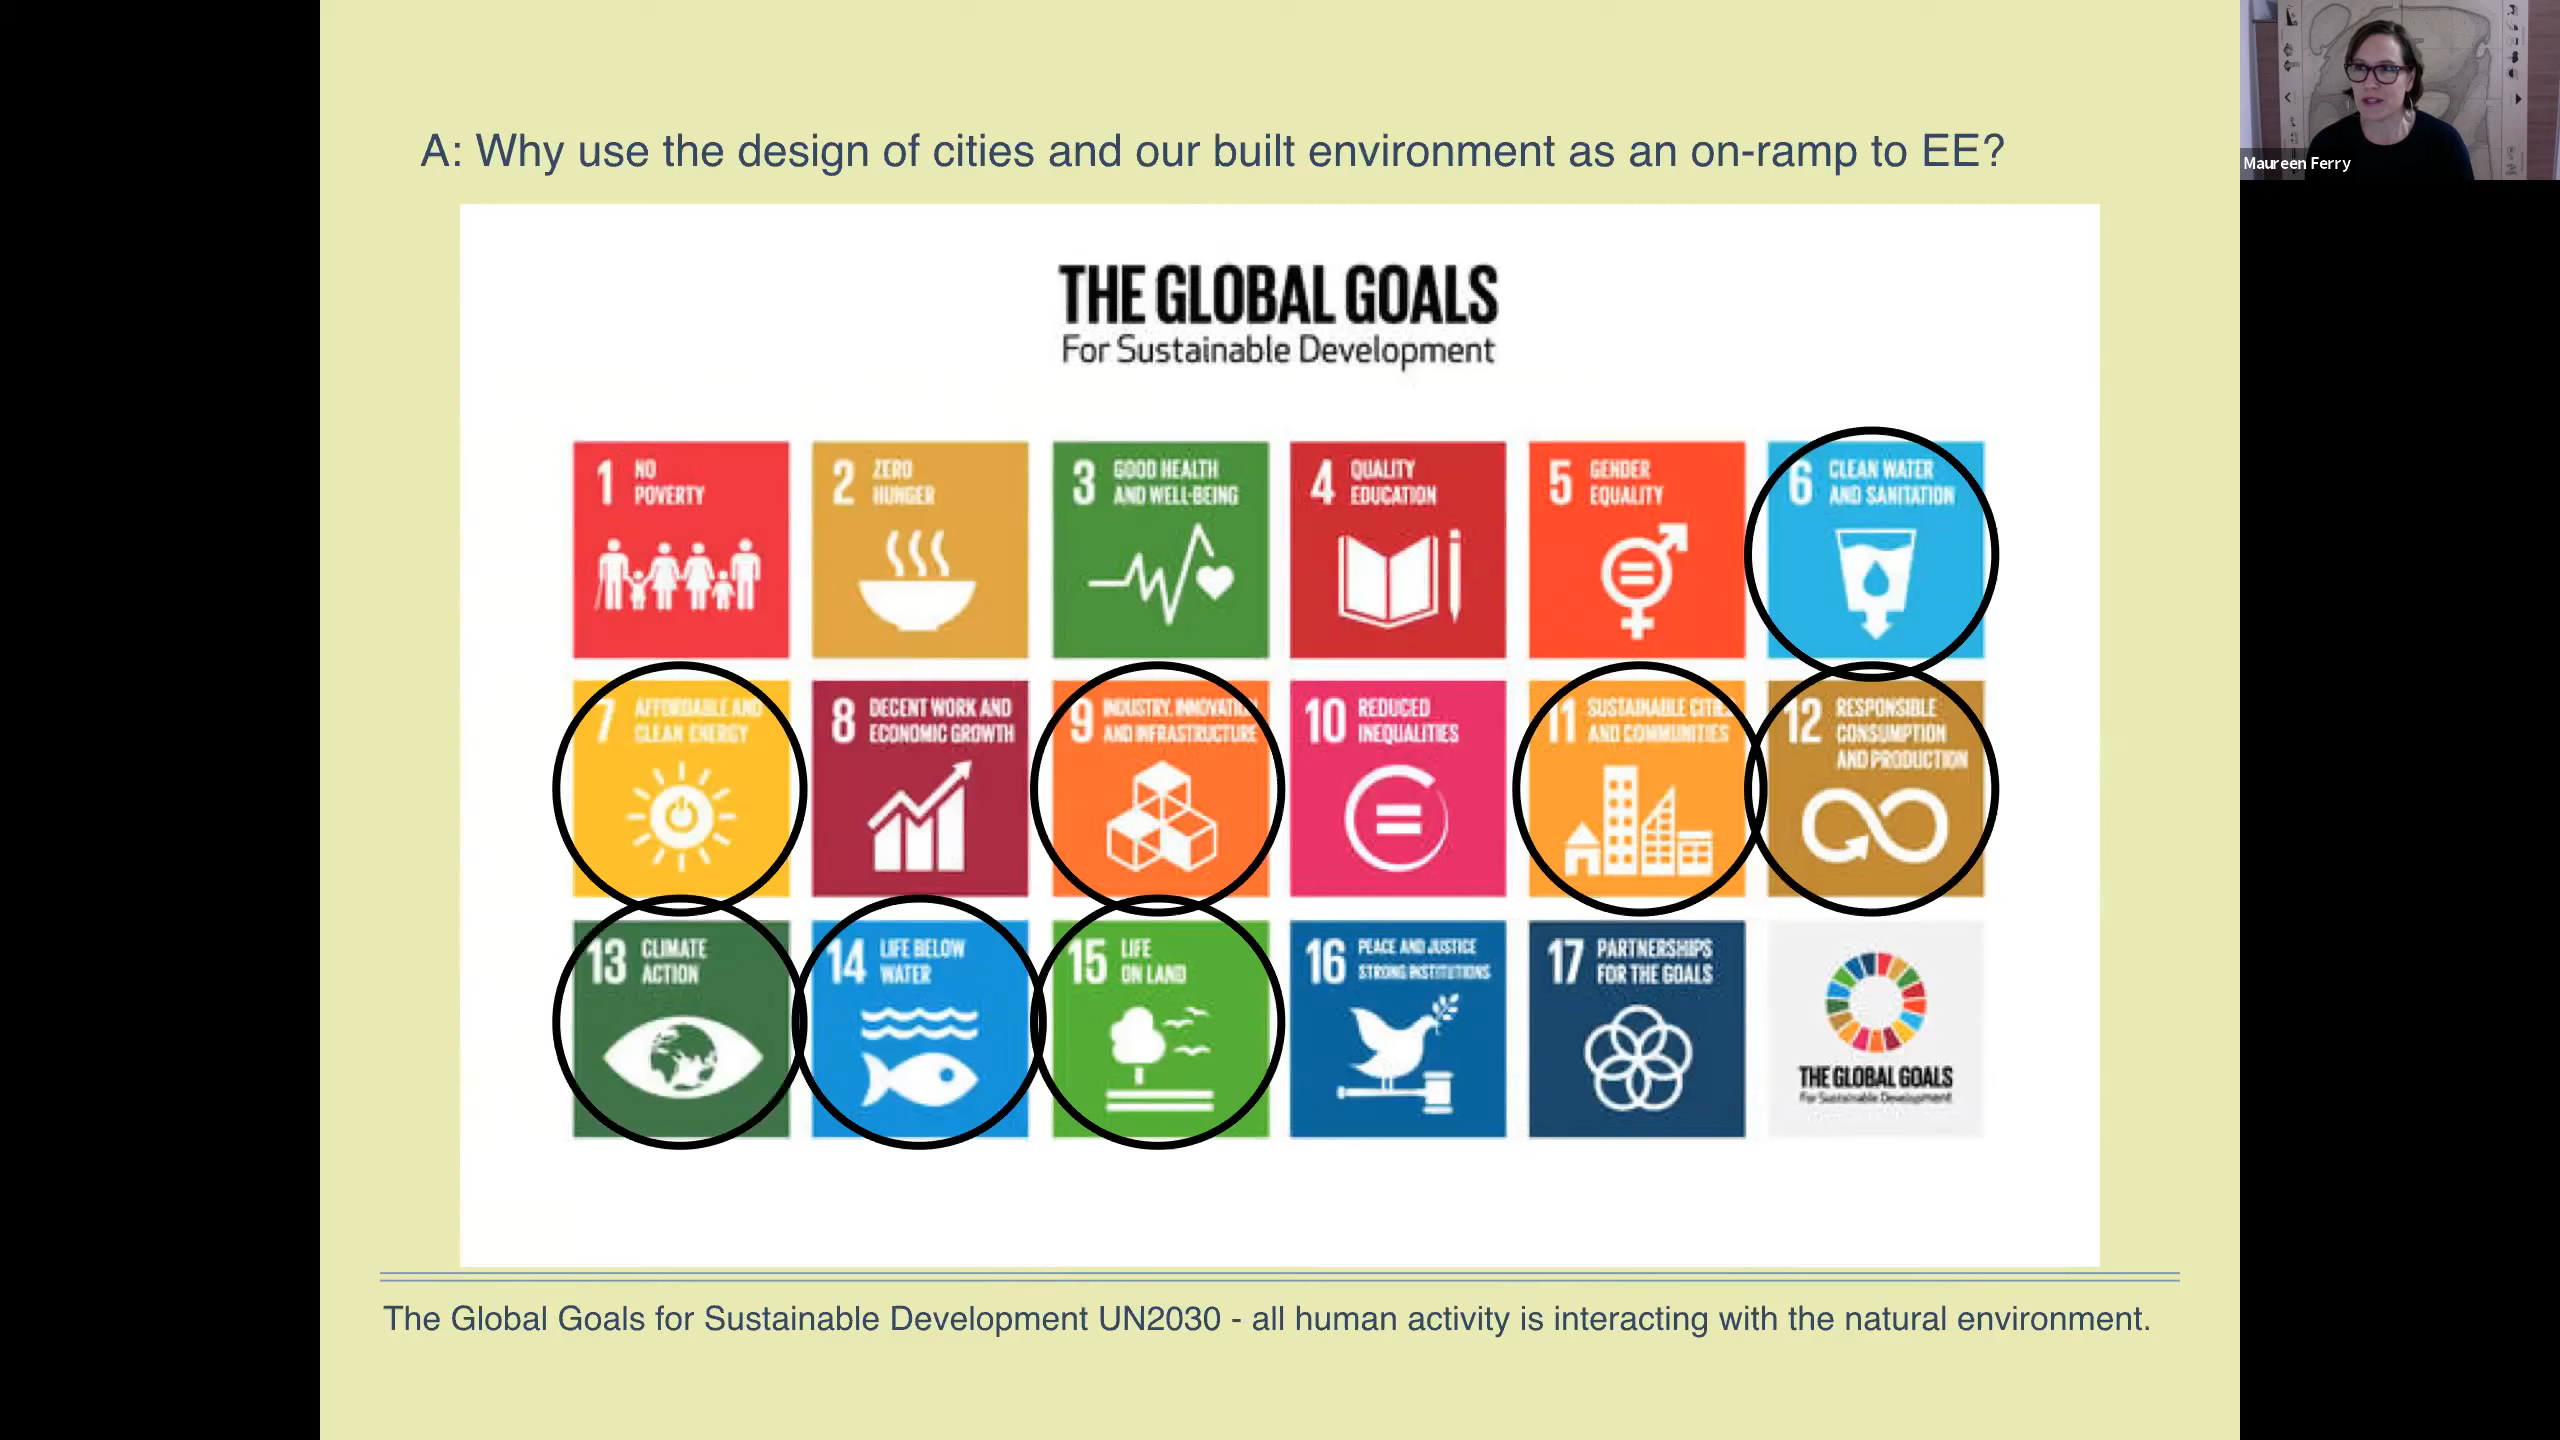 A: Why use the design of cities and our built environment as an on-ramp to EE?
Maureen Ferry
THE GLOBAL GOALS
For Sustainable Development
1 NO
POVERTY
2 ZERO
HUNGER
3 GOOD HEALTH
AND WELL-BEING
4 QUALITY
EDUCATION
5 GENDER
EQUALITY
6 CLEAN WATER
AND SANITATION
7 AFFORDABLE AND
CLEAN ENERGY
8 DECENT WORK AND
ECONOMIC GROWTH
9 INDUSTRY, INNOVATION
AND INFRASTRUCTURE
10 REDUCED
INEQUALITIES
11 SUSTAINABLE CITIES
AND COMMUNITIES
12 RESPONSIBLE
CONSUMPTION
AND PRODUCTION
13 CLIMATE
ACTION
14 LIFE BELOW
WATER
15 LIFE
ON LAND
16 PEACE AND JUSTICE
STRONG INSTITUTIONS
17 PARTNERSHIPS
FOR THE GOALS
THE GLOBAL GOALS
For Sustainable Development
The Global Goals for Sustainable Development UN2030 - all human activity is interacting with the natural environment.